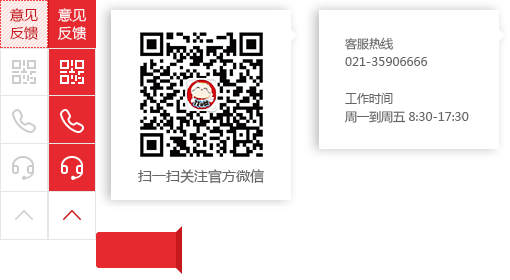 意见
反馈
意见
反馈
扫一扫关注官方微信
客服热线
021-35906666
工作时间
周一到周五 8:30-17:30